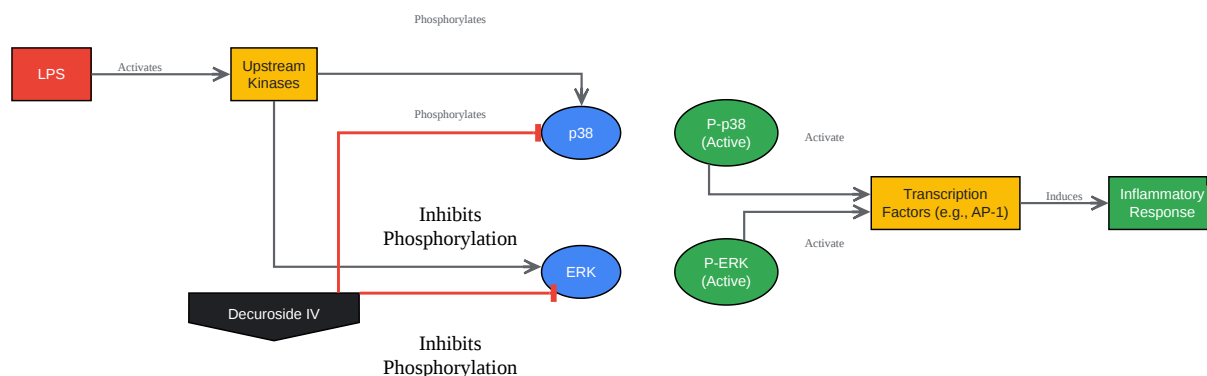 Phosphorylates
LPS
Activates
Upstream
Kinases
Phosphorylates
p38
P-p38
(Active)
Activate
Transcription
Factors (e.g., AP-1)
Induces
Inflammatory
Response
Inhibits
Phosphorylation
ERK
P-ERK
(Active)
Activate
Decuroside IV
Inhibits
Phosphorylation